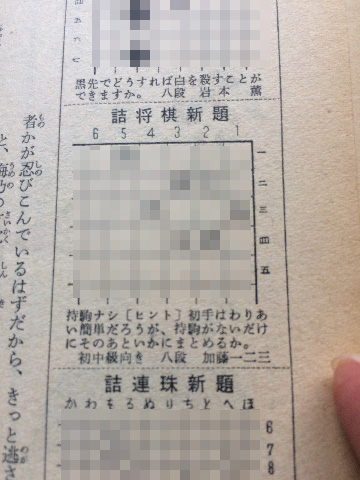 黒先でどうすれば白を殺すことが
できますか。 八段 岩本 薫
詰将棋新題
6 5 4 3 2 1
一
二
三
四
五
持駒ナシ〔ヒント〕初手はわりあ
い簡単だろうが、持駒がないだけ
にそのあといかにまとめるか。
初中級向き 八段 加藤一二三
詰連珠新題
かわをるぬりちとへほ
6
7
8
者かが忍びこんでいるはずだから、きっと逃さ